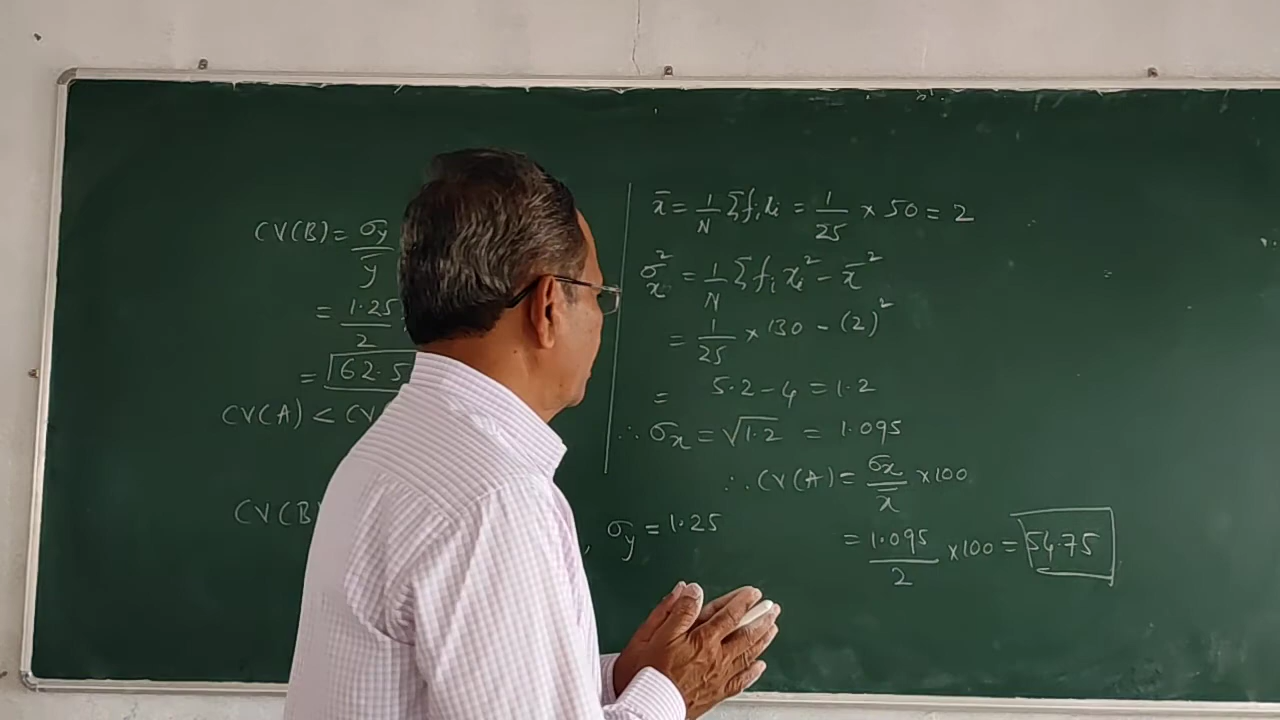 CV(B) = σy / ȳ
= 1.25 / 2
= 62.5
CV(A) < CV
CV(B)
x̄ = 1/N Σ fi xi = 1/25 × 50 = 2
σx² = 1/N Σ fi xi² - x̄²
= 1/25 × 130 - (2)²
= 5.2 - 4 = 1.2
∴ σx = √1.2 = 1.095
∴ CV(A) = σx / x̄ × 100
, σy = 1.25
= 1.095 / 2 × 100 = 54.75